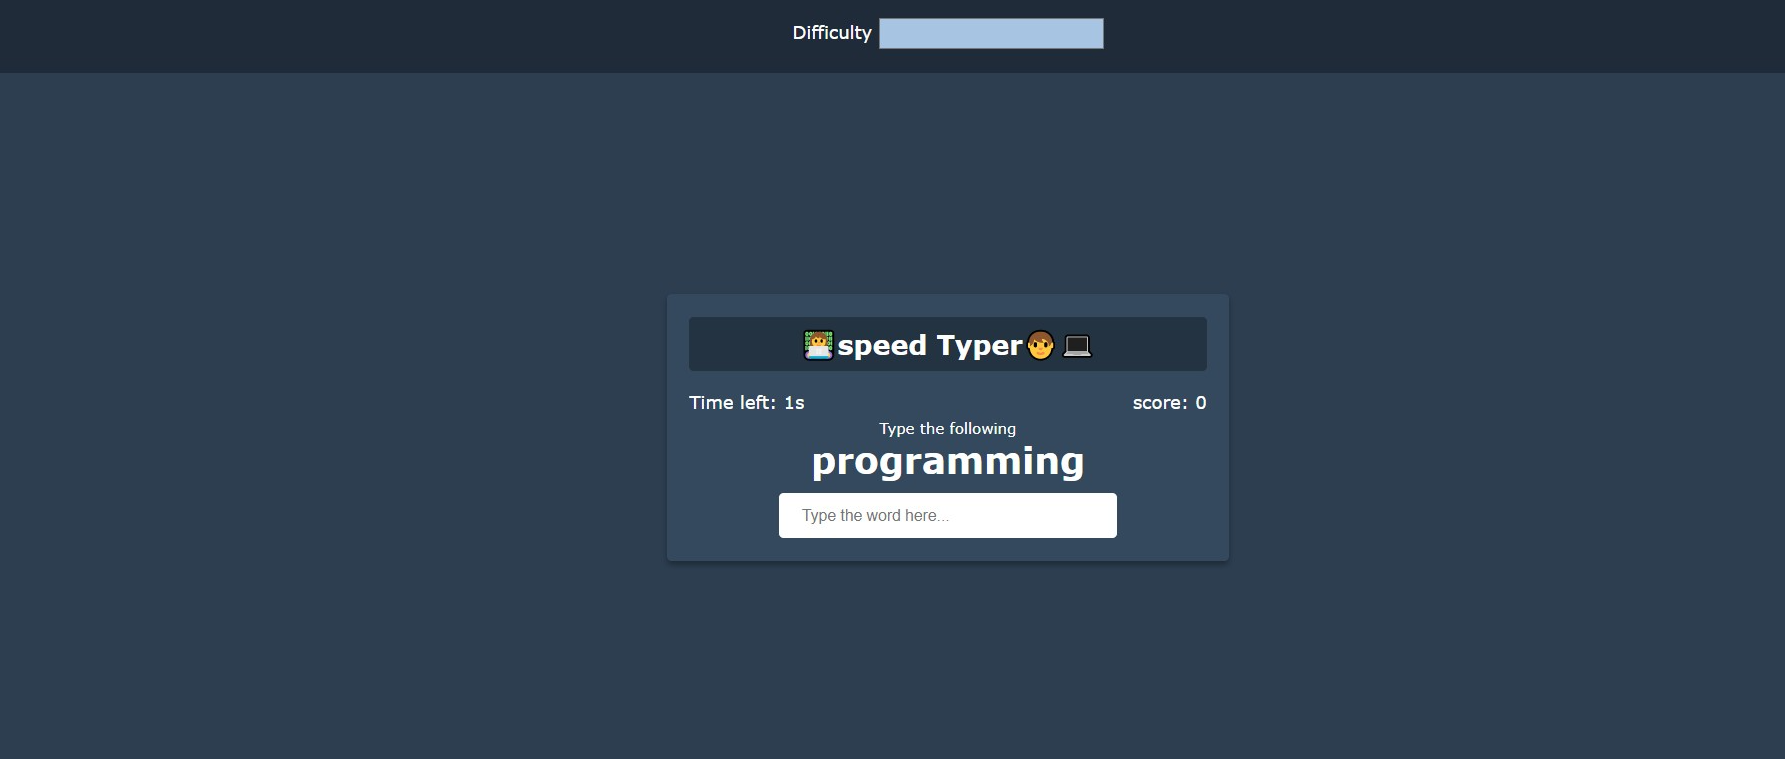 Difficulty
speed Typer
Time left: 1s score: 0
Type the following
programming
Type the word here...